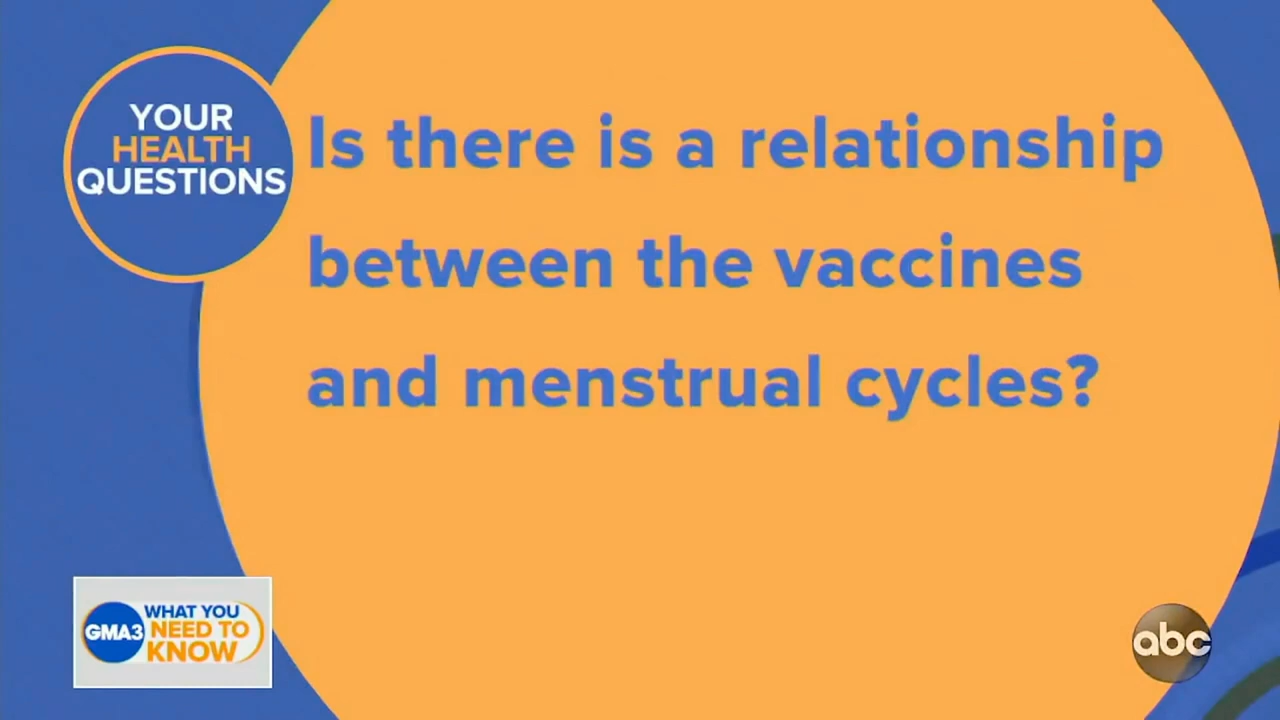 YOUR
HEALTH
QUESTIONS
Is there is a relationship
between the vaccines
and menstrual cycles?
GMA3
WHAT YOU
NEED TO
KNOW
abc